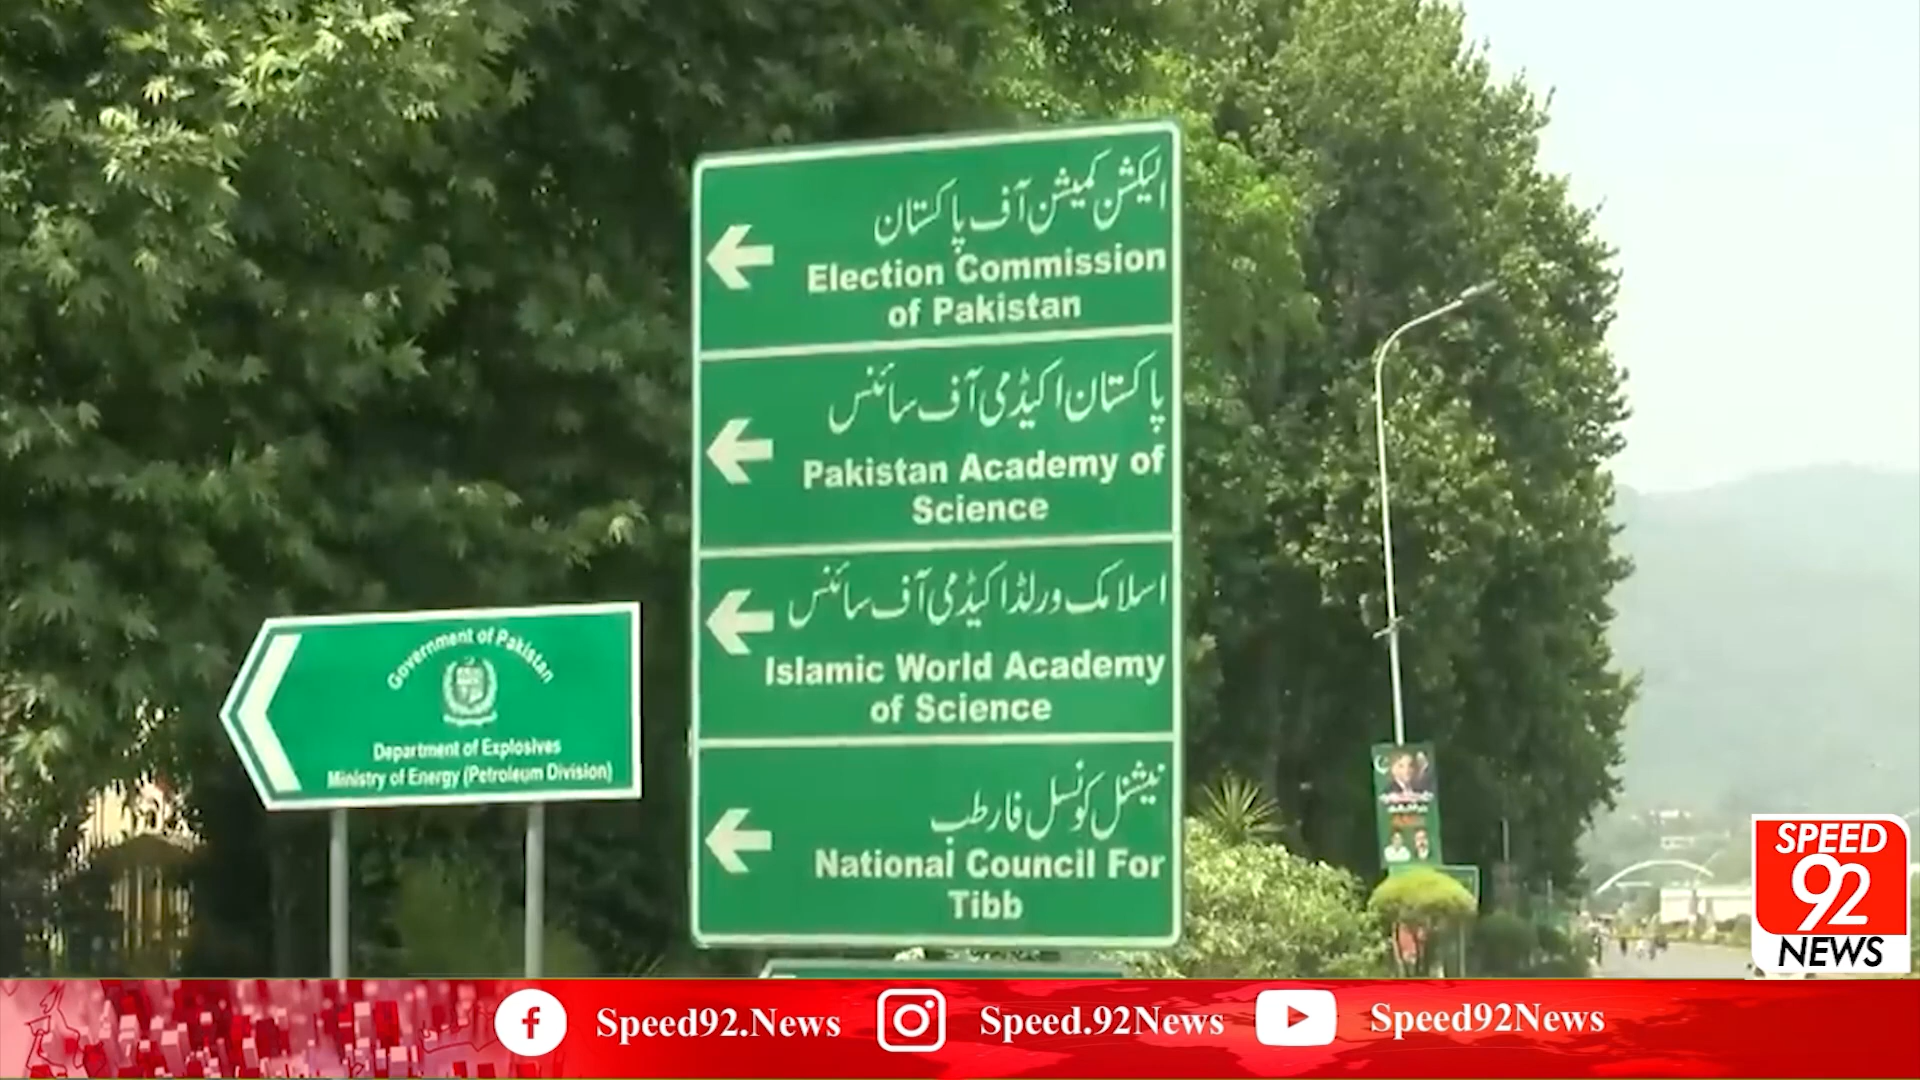 الیکشن کمیشن آف پاکستان
Election Commission
of Pakistan
پاکستان اکیڈمی آف سائنس
Pakistan Academy of
Science
اسلامک ورلڈ اکیڈمی آف سائنس
Islamic World Academy
of Science
نیشنل کونسل فار طب
National Council For
Tibb
Government of Pakistan
Department of Explosives
Ministry of Energy (Petroleum Division)
SPEED
92
NEWS
Speed92.News
Speed.92News
Speed92News